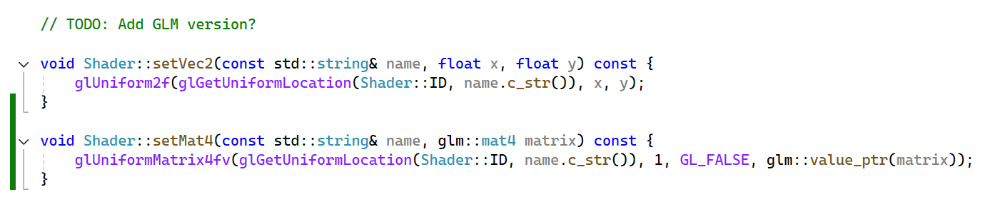 // TODO: Add GLM version?
void Shader::setVec2(const std::string& name, float x, float y) const {
glUniform2f(glGetUniformLocation(Shader::ID, name.c_str()), x, y);
}
void Shader::setMat4(const std::string& name, glm::mat4 matrix) const {
glUniformMatrix4fv(glGetUniformLocation(Shader::ID, name.c_str()), 1, GL_FALSE, glm::value_ptr(matrix));
}